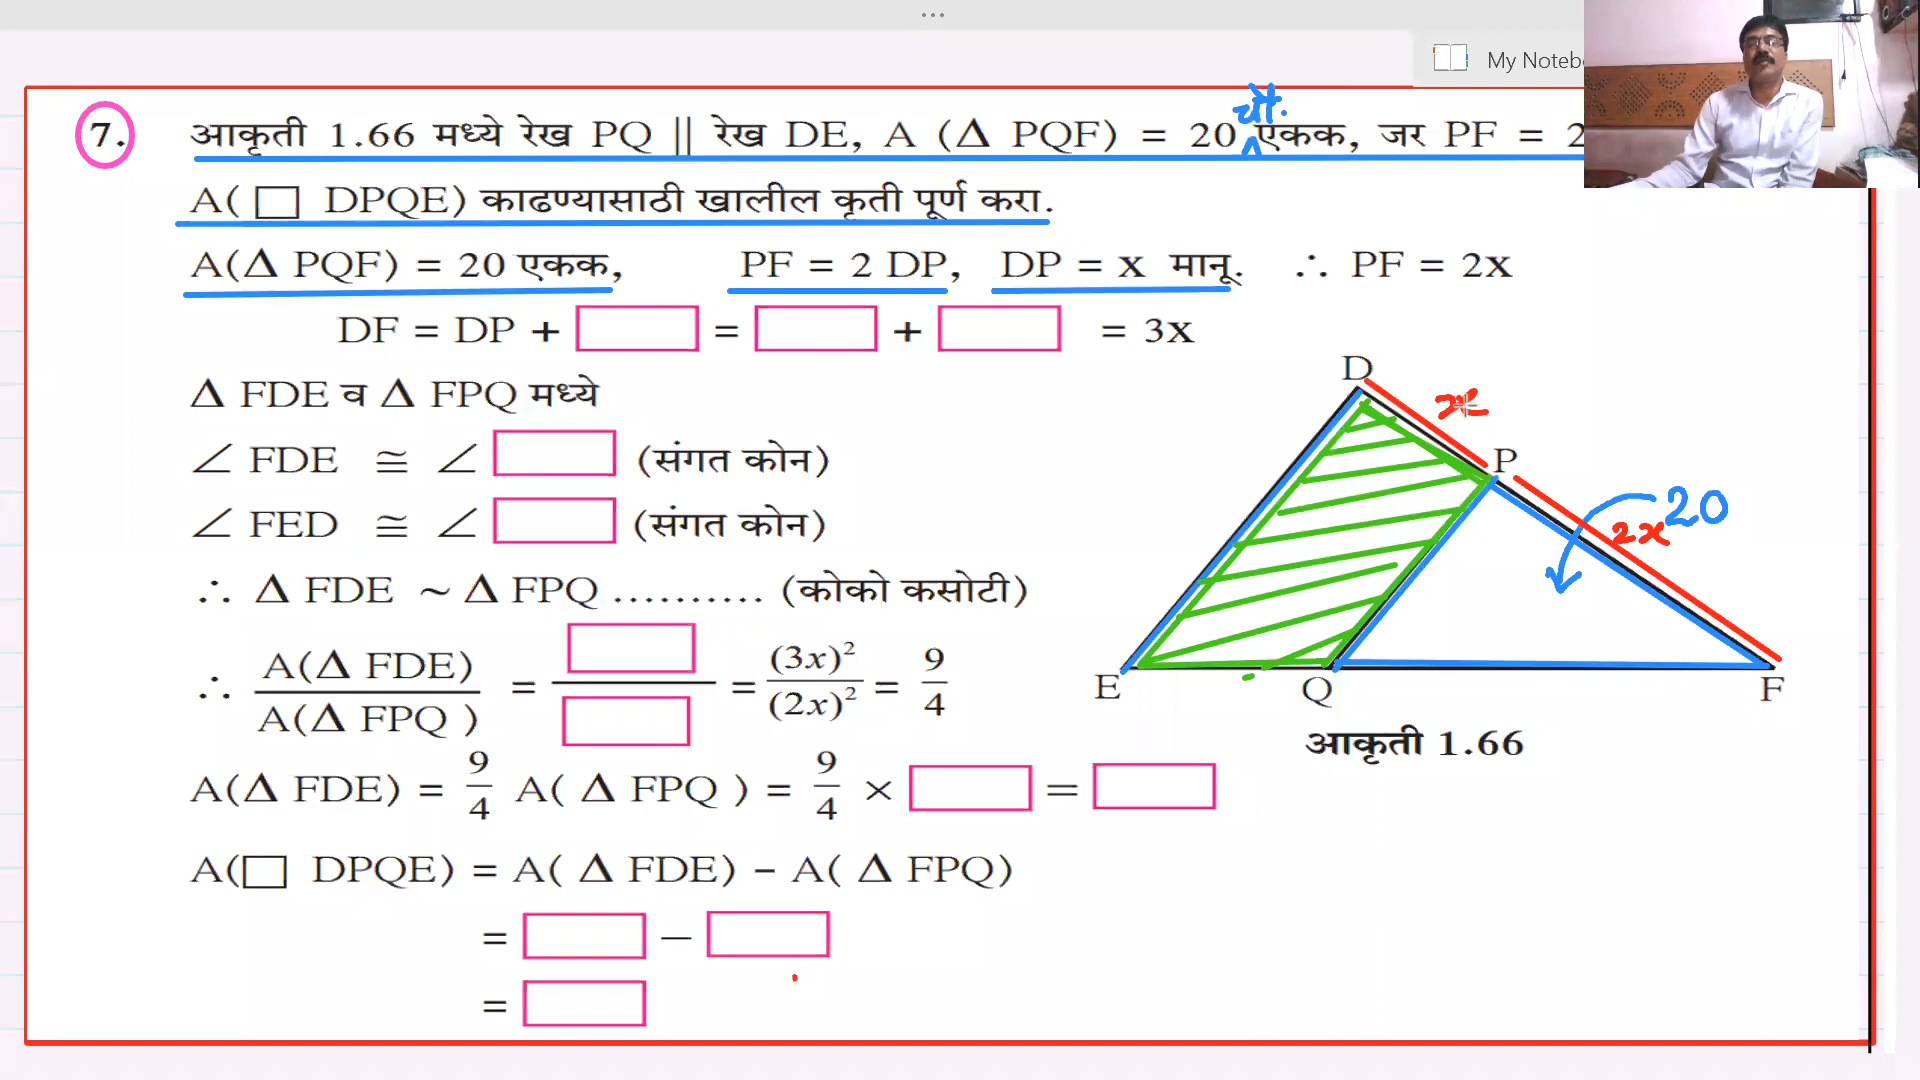 ...
My Noteb
7. आकृती 1.66 मध्ये रेख PQ || रेख DE, A (Δ PQF) = 20 चौ. एकक, जर PF = 2
A(□ DPQE) काढण्यासाठी खालील कृती पूर्ण करा.
A(Δ PQF) = 20 एकक, PF = 2 DP, DP = x मानू. ∴ PF = 2x
DF = DP + □ = □ + □ = 3x
Δ FDE व Δ FPQ मध्ये
∠ FDE ≅ ∠ □ (संगत कोन)
∠ FED ≅ ∠ □ (संगत कोन)
∴ Δ FDE ~ Δ FPQ .......... (कोको कसोटी)
∴ A(Δ FDE) / A(Δ FPQ ) = □ / □ = (3x)² / (2x)² = 9 / 4
A(Δ FDE) = 9/4 A( Δ FPQ ) = 9/4 × □ = □
A(□ DPQE) = A( Δ FDE) – A( Δ FPQ)
= □ – □
= □
D
x
P
20
2x
E
Q
F
आकृती 1.66